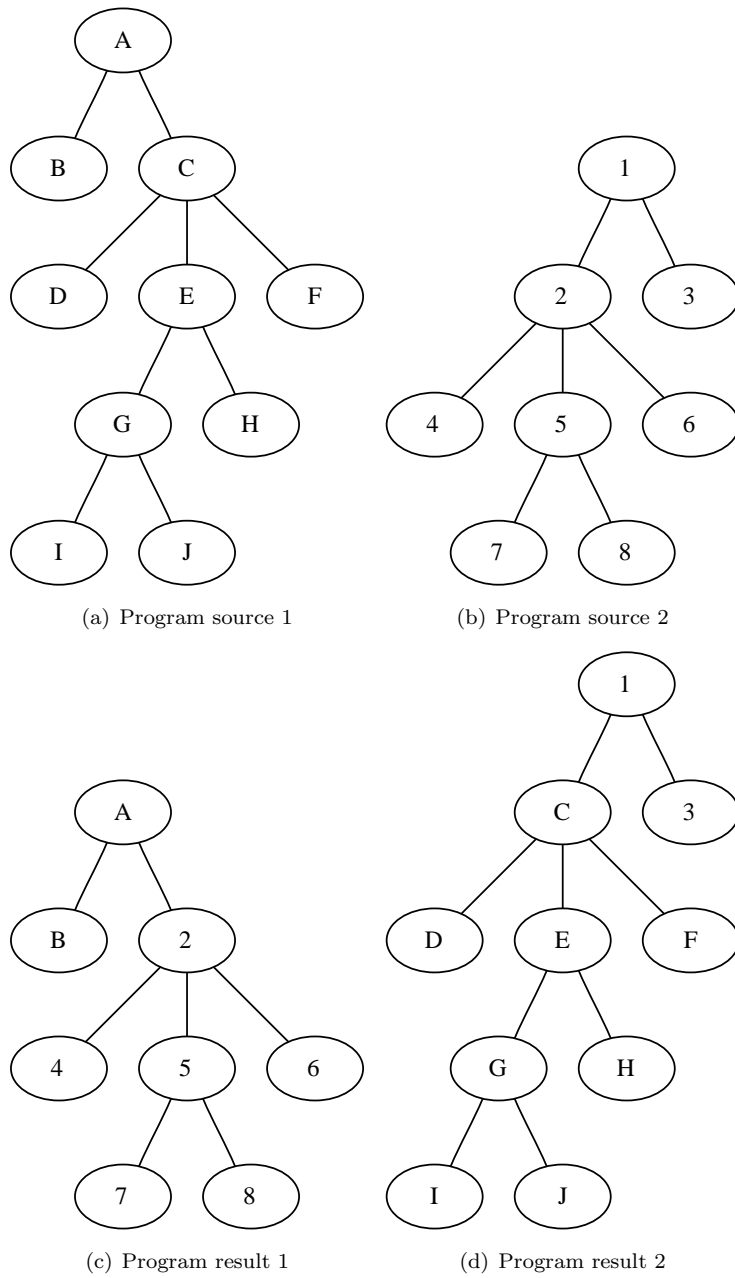 A
B C
1
D E F
2 3
G H
4 5 6
I J
7 8
(a) Program source 1
(b) Program source 2
1
A
C 3
B 2
D E F
4 5 6
G H
7 8
I J
(c) Program result 1
(d) Program result 2